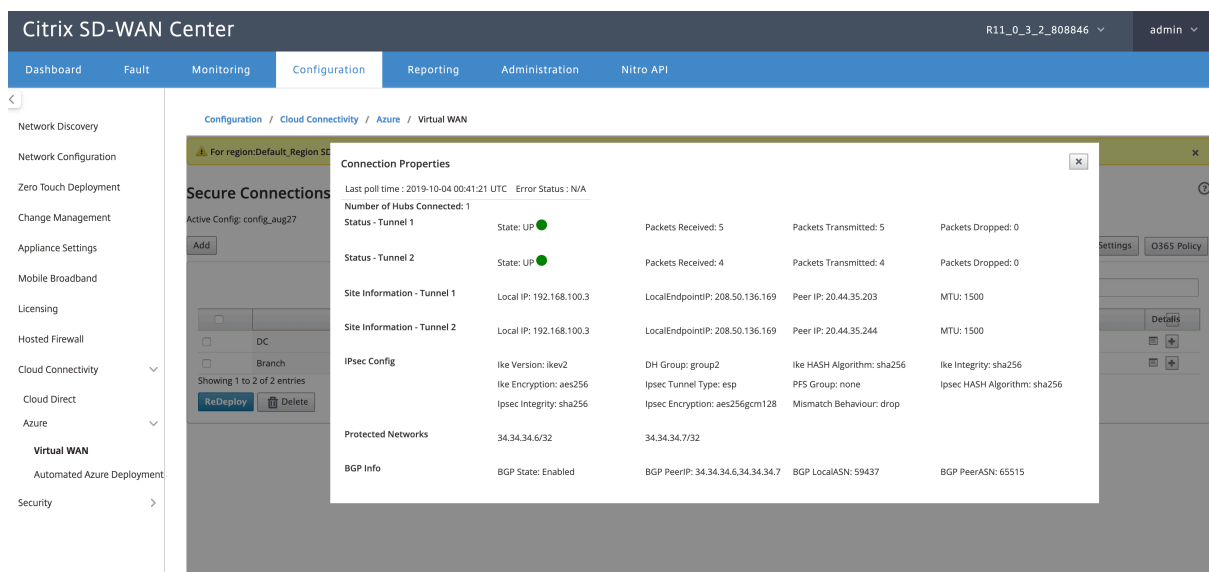 Citrix SD-WAN Center
R11_0_3_2_808846
admin
Dashboard Fault Monitoring Configuration Reporting Administration Nitro API
Network Discovery
Network Configuration
Zero Touch Deployment
Change Management
Appliance Settings
Mobile Broadband
Licensing
Hosted Firewall
Cloud Connectivity
Cloud Direct
Azure
Virtual WAN
Automated Azure Deployment
Security
Configuration / Cloud Connectivity / Azure / Virtual WAN
For region:Default_Region
Secure Connections
Active Config: config_aug27
Add
Settings
O365 Policy
Details
DC
Branch
Showing 1 to 2 of 2 entries
ReDeploy Delete
Connection Properties
Last poll time : 2019-10-04 00:41:21 UTC Error Status : N/A
Number of Hubs Connected: 1
Status - Tunnel 1 State: UP Packets Received: 5 Packets Transmitted: 5 Packets Dropped: 0
Status - Tunnel 2 State: UP Packets Received: 4 Packets Transmitted: 4 Packets Dropped: 0
Site Information - Tunnel 1 Local IP: 192.168.100.3 LocalEndpointIP: 208.50.136.169 Peer IP: 20.44.35.203 MTU: 1500
Site Information - Tunnel 2 Local IP: 192.168.100.3 LocalEndpointIP: 208.50.136.169 Peer IP: 20.44.35.244 MTU: 1500
IPsec Config Ike Version: ikev2 DH Group: group2 Ike HASH Algorithm: sha256 Ike Integrity: sha256
Ike Encryption: aes256 Ipsec Tunnel Type: esp PFS Group: none Ipsec HASH Algorithm: sha256
Ipsec Integrity: sha256 Ipsec Encryption: aes256gcm128 Mismatch Behaviour: drop
Protected Networks 34.34.34.6/32 34.34.34.7/32
BGP Info BGP State: Enabled BGP PeerIP: 34.34.34.6,34.34.34.7 BGP LocalASN: 59437 BGP PeerASN: 65515